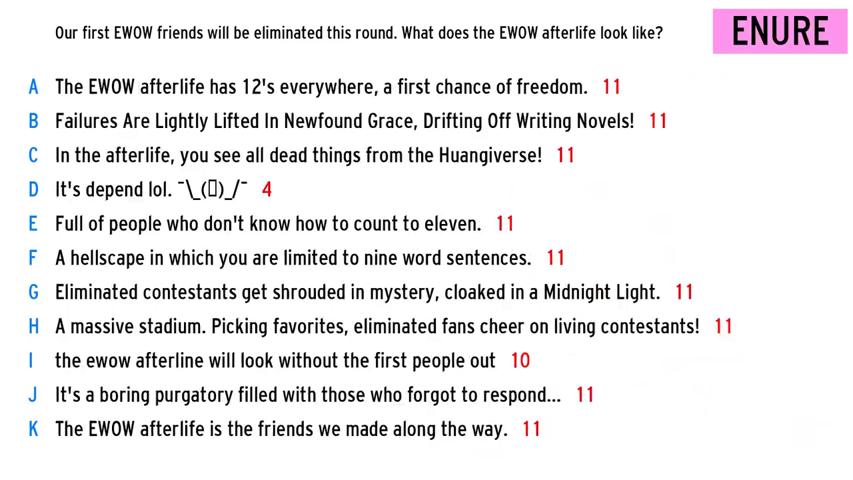 Our first EWOW friends will be eliminated this round. What does the EWOW afterlife look like?
ENURE
A The EWOW afterlife has 12's everywhere, a first chance of freedom. 11
B Failures Are Lightly Lifted In Newfound Grace, Drifting Off Writing Novels! 11
C In the afterlife, you see all dead things from the Huangiverse! 11
D It's depend lol. ¯\_(▯)_/¯ 4
E Full of people who don't know how to count to eleven. 11
F A hellscape in which you are limited to nine word sentences. 11
G Eliminated contestants get shrouded in mystery, cloaked in a Midnight Light. 11
H A massive stadium. Picking favorites, eliminated fans cheer on living contestants! 11
I the ewow afterline will look without the first people out 10
J It's a boring purgatory filled with those who forgot to respond... 11
K The EWOW afterlife is the friends we made along the way. 11